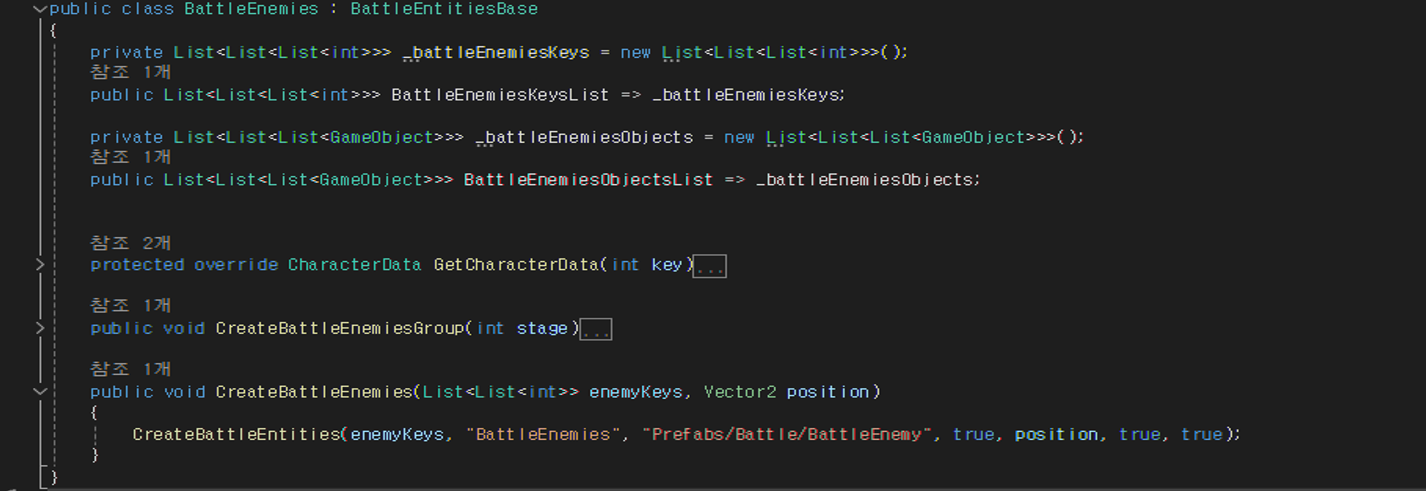 public class BattleEnemies : BattleEntitiesBase
{
private List<List<List<int>>> _battleEnemiesKeys = new List<List<List<int>>>();
참조 1개
public List<List<List<int>>> BattleEnemiesKeysList => _battleEnemiesKeys;
private List<List<List<GameObject>>> _battleEnemiesObjects = new List<List<List<GameObject>>>();
참조 1개
public List<List<List<GameObject>>> BattleEnemiesObjectsList => _battleEnemiesObjects;
참조 2개
protected override CharacterData GetCharacterData(int key)...
참조 1개
public void CreateBattleEnemiesGroup(int stage)...
참조 1개
public void CreateBattleEnemies(List<List<int>> enemyKeys, Vector2 position)
{
CreateBattleEntities(enemyKeys, "BattleEnemies", "Prefabs/Battle/BattleEnemy", true, position, true, true);
}
}